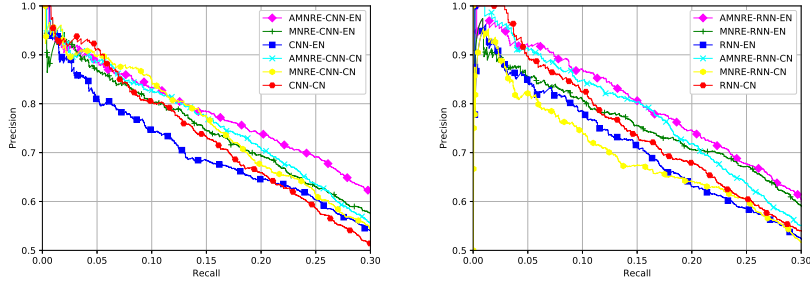 1.0
0.9
0.8
0.7
0.6
0.5
Precision
0.00 0.05 0.10 0.15 0.20 0.25 0.30
Recall
AMNRE-CNN-EN
MNRE-CNN-EN
CNN-EN
AMNRE-CNN-CN
MNRE-CNN-CN
CNN-CN
1.0
0.9
0.8
0.7
0.6
0.5
Precision
0.00 0.05 0.10 0.15 0.20 0.25 0.30
Recall
AMNRE-RNN-EN
MNRE-RNN-EN
RNN-EN
AMNRE-RNN-CN
MNRE-RNN-CN
RNN-CN